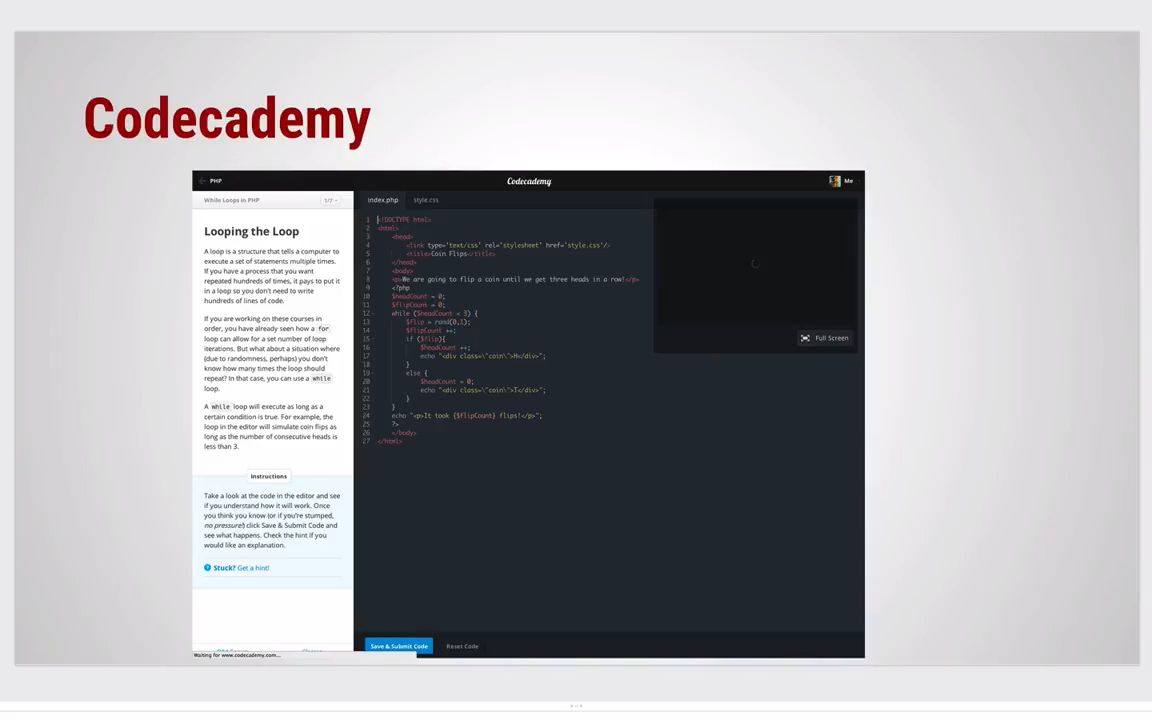 Codecademy
PHP
Codecademy
Me
While Loops in PHP
1/7
index.php
style.css
Looping the Loop
A loop is a structure that tells a computer to
execute a set of statements multiple times.
If you have a process that you want
repeated hundreds of times, it pays to put it
in a loop so you don't need to write
hundreds of lines of code.
If you are working on these courses in
order, you have already seen how a for
loop can allow for a set number of loop
iterations. But what about a situation where
(due to randomness, perhaps) you don't
know how many times the loop should
repeat? In that case, you can use a while
loop.
A while loop will execute as long as a
certain condition is true. For example, the
loop in the editor will simulate coin flips as
long as the number of consecutive heads is
less than 3.
Instructions
Take a look at the code in the editor and see
if you understand how it will work. Once
you think you know (or if you're stumped,
no pressure!) click Save & Submit Code and
see what happens. Check the hint if you
would like an explanation.
Stuck? Get a hint!
Waiting for www.codecademy.com...
1 <!DOCTYPE html>
2 <html>
3 <head>
4 <link type='text/css' rel='stylesheet' href='style.css'/>
5 <title>Coin Flips</title>
6 </head>
7 <body>
8 <p>We are going to flip a coin until we get three heads in a row!</p>
9 <?php
10 $headCount = 0;
11 $flipCount = 0;
12 while ($headCount < 3) {
13 $flip = rand(0,1);
14 $flipCount ++;
15 if ($flip){
16 $headCount ++;
17 echo "<div class=\"coin\">H</div>";
18 }
19 else {
20 $headCount = 0;
21 echo "<div class=\"coin\">T</div>";
22 }
23 }
24 echo "<p>It took {$flipCount} flips!</p>";
25 ?>
26 </body>
27 </html>
Full Screen
Save & Submit Code
Reset Code